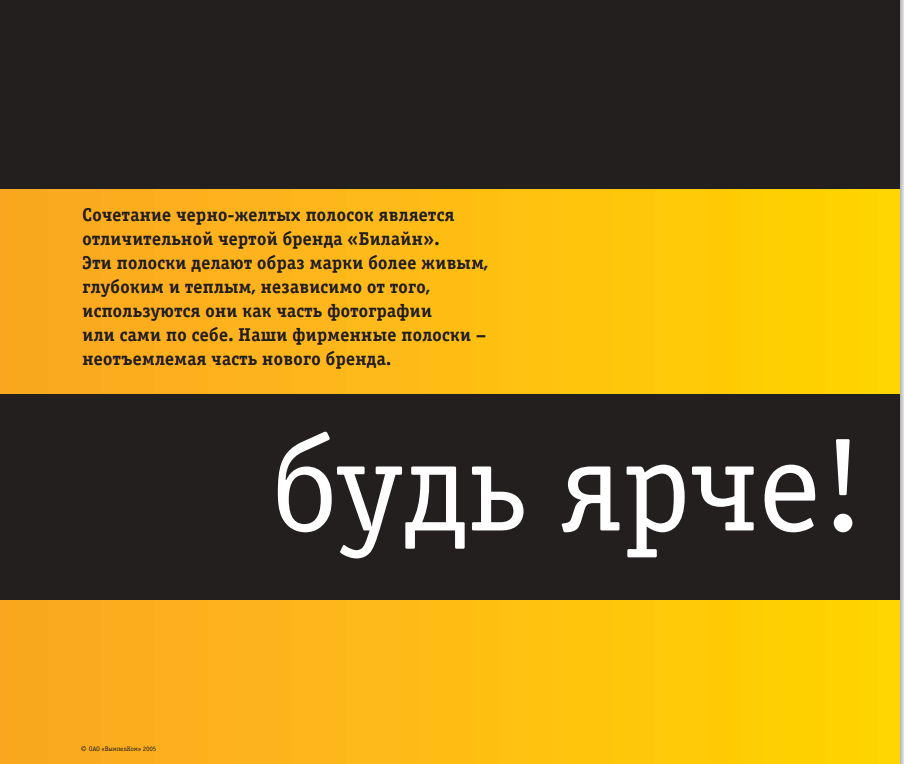 Сочетание черно-желтых полосок является
отличительной чертой бренда «Билайн».
Эти полоски делают образ марки более живым,
глубоким и теплым, независимо от того,
используются они как часть фотографии
или сами по себе. Наши фирменные полоски –
неотъемлемая часть нового бренда.
будь ярче!
© ОАО «ВымпелКом» 2005